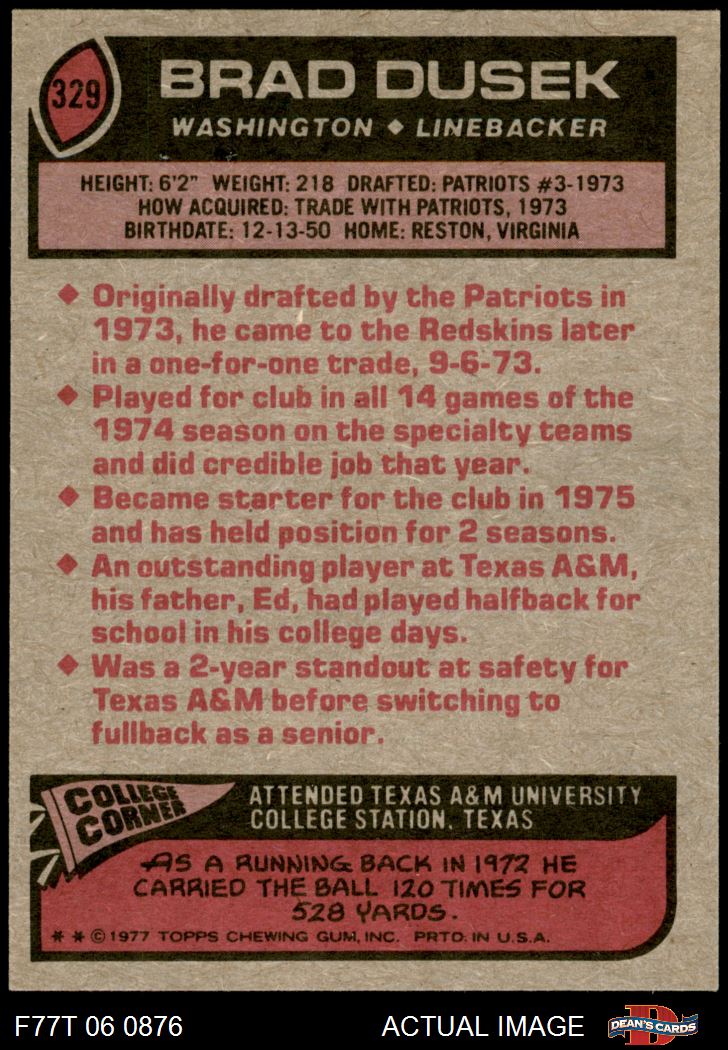 329
BRAD DUSEK
WASHINGTON ◆ LINEBACKER
HEIGHT: 6'2" WEIGHT: 218 DRAFTED: PATRIOTS #3-1973
HOW ACQUIRED: TRADE WITH PATRIOTS, 1973
BIRTHDATE: 12-13-50 HOME: RESTON, VIRGINIA
◆ Originally drafted by the Patriots in
1973, he came to the Redskins later
in a one-for-one trade, 9-6-73.
◆ Played for club in all 14 games of the
1974 season on the specialty teams
and did credible job that year.
◆ Became starter for the club in 1975
and has held position for 2 seasons.
◆ An outstanding player at Texas A&M,
his father, Ed, had played halfback for
school in his college days.
◆ Was a 2-year standout at safety for
Texas A&M before switching to
fullback as a senior.
COLLEGE
CORNER
ATTENDED TEXAS A&M UNIVERSITY
COLLEGE STATION, TEXAS
AS A RUNNING BACK IN 1972 HE
CARRIED THE BALL 120 TIMES FOR
528 YARDS.
* * © 1977 TOPPS CHEWING GUM, INC. PRTD. IN U.S.A.
F77T 06 0876
ACTUAL IMAGE
D
DEAN'S CARDS